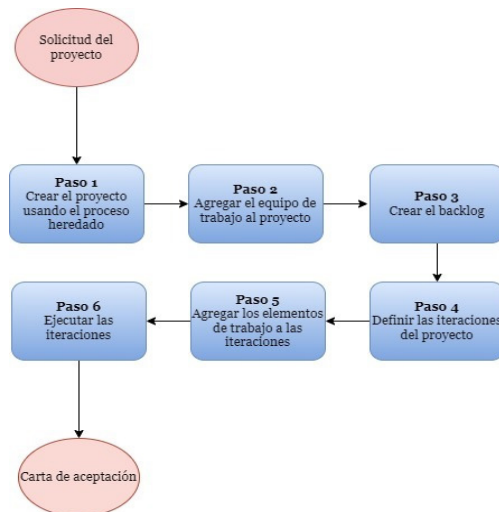 Solicitud del
proyecto
Paso 1
Crear el proyecto
usando el proceso
heredado
Paso 2
Agregar el equipo de
trabajo al proyecto
Paso 3
Crear el backlog
Paso 4
Definir las iteraciones
del proyecto
Paso 5
Agregar los elementos
de trabajo a las
iteraciones
Paso 6
Ejecutar las
iteraciones
Carta de aceptación